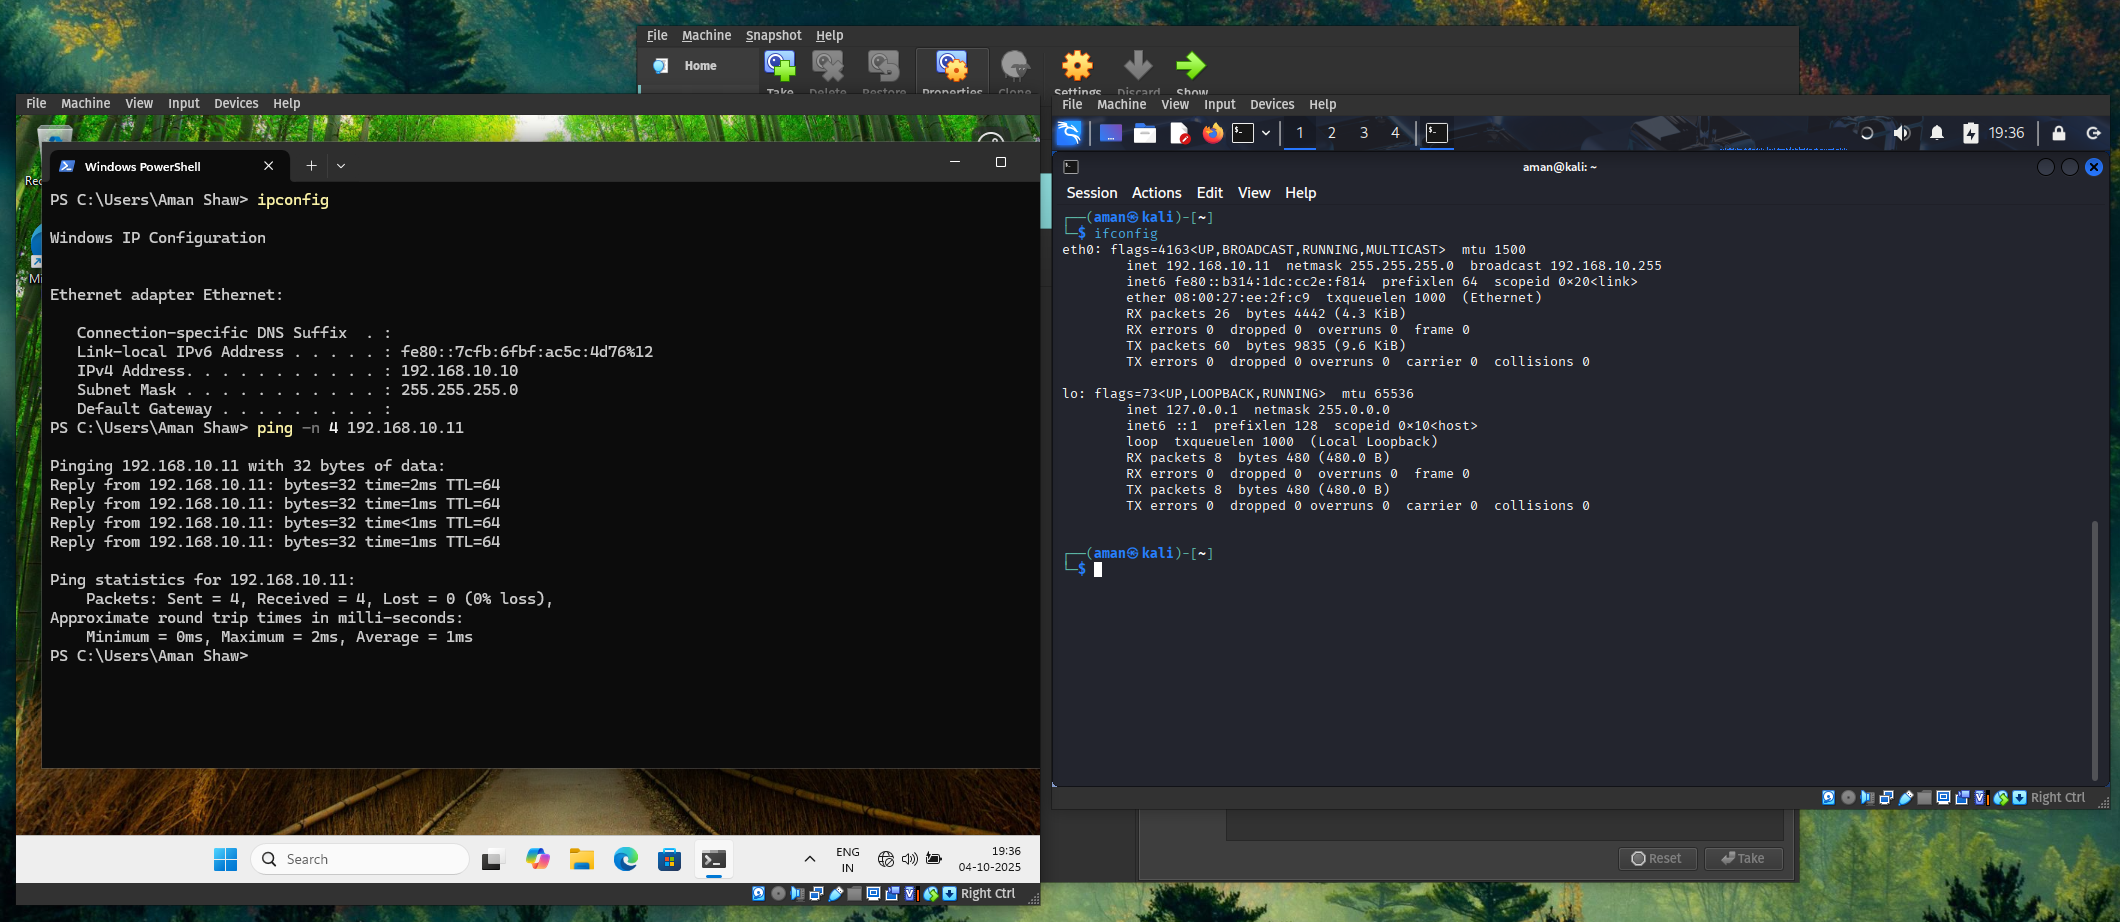 File Machine Snapshot Help
Home
Take Delete Restore Properties Clone Settings Discard Show
File Machine View Input Devices Help
Windows PowerShell
PS C:\Users\Aman Shaw> ipconfig
Windows IP Configuration
Ethernet adapter Ethernet:
Connection-specific DNS Suffix . :
Link-local IPv6 Address . . . . . : fe80::7cfb:6fbf:ac5c:4d76%12
IPv4 Address. . . . . . . . . . . : 192.168.10.10
Subnet Mask . . . . . . . . . . . : 255.255.255.0
Default Gateway . . . . . . . . . :
PS C:\Users\Aman Shaw> ping -n 4 192.168.10.11
Pinging 192.168.10.11 with 32 bytes of data:
Reply from 192.168.10.11: bytes=32 time=2ms TTL=64
Reply from 192.168.10.11: bytes=32 time=1ms TTL=64
Reply from 192.168.10.11: bytes=32 time<1ms TTL=64
Reply from 192.168.10.11: bytes=32 time=1ms TTL=64
Ping statistics for 192.168.10.11:
Packets: Sent = 4, Received = 4, Lost = 0 (0% loss),
Approximate round trip times in milli-seconds:
Minimum = 0ms, Maximum = 2ms, Average = 1ms
PS C:\Users\Aman Shaw>
Search
ENG
IN
19:36
04-10-2025
Right Ctrl
File Machine View Input Devices Help
1 2 3 4
19:36
aman@kali: ~
Session Actions Edit View Help
┌──(aman㉿kali)-[~]
└─$ ifconfig
eth0: flags=4163<UP,BROADCAST,RUNNING,MULTICAST> mtu 1500
inet 192.168.10.11 netmask 255.255.255.0 broadcast 192.168.10.255
inet6 fe80::b314:1dc:cc2e:f814 prefixlen 64 scopeid 0×20<link>
ether 08:00:27:ee:2f:c9 txqueuelen 1000 (Ethernet)
RX packets 26 bytes 4442 (4.3 KiB)
RX errors 0 dropped 0 overruns 0 frame 0
TX packets 60 bytes 9835 (9.6 KiB)
TX errors 0 dropped 0 overruns 0 carrier 0 collisions 0
lo: flags=73<UP,LOOPBACK,RUNNING> mtu 65536
inet 127.0.0.1 netmask 255.0.0.0
inet6 ::1 prefixlen 128 scopeid 0×10<host>
loop txqueuelen 1000 (Local Loopback)
RX packets 8 bytes 480 (480.0 B)
RX errors 0 dropped 0 overruns 0 frame 0
TX packets 8 bytes 480 (480.0 B)
TX errors 0 dropped 0 overruns 0 carrier 0 collisions 0
┌──(aman㉿kali)-[~]
└─$
Right Ctrl
Reset Take